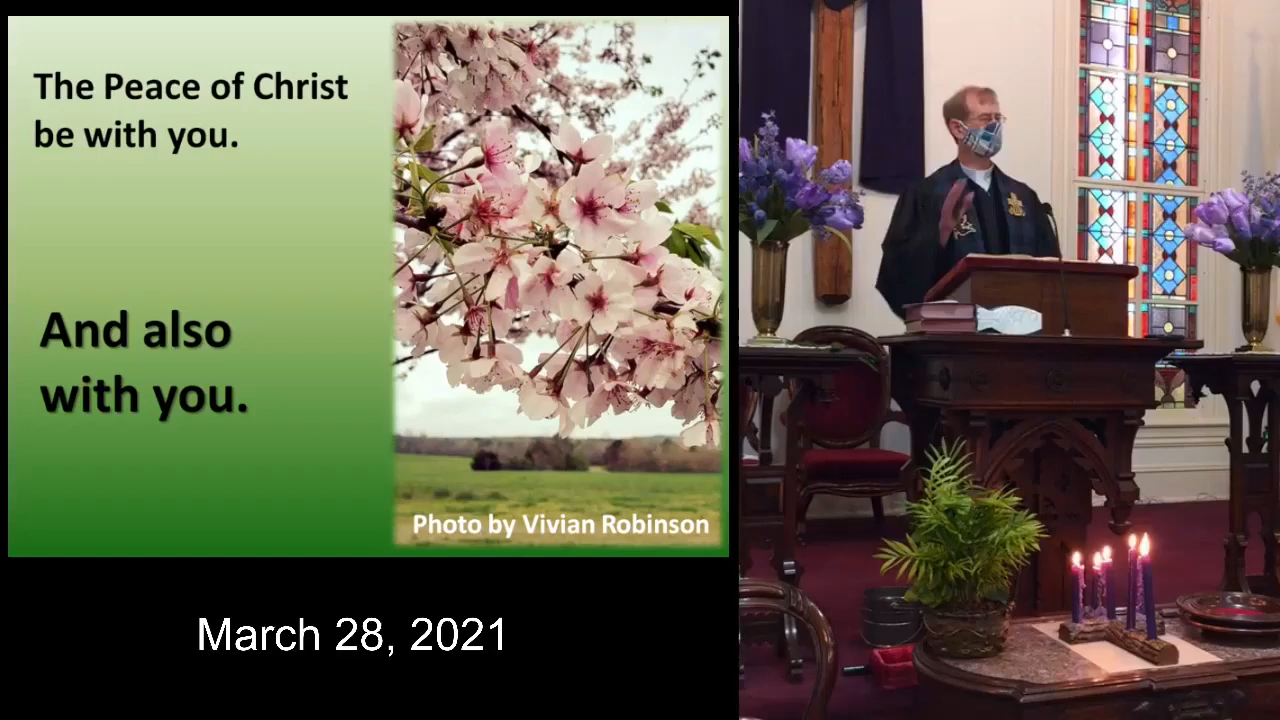 The Peace of Christ
be with you.
And also
with you.
Photo by Vivian Robinson
March 28, 2021